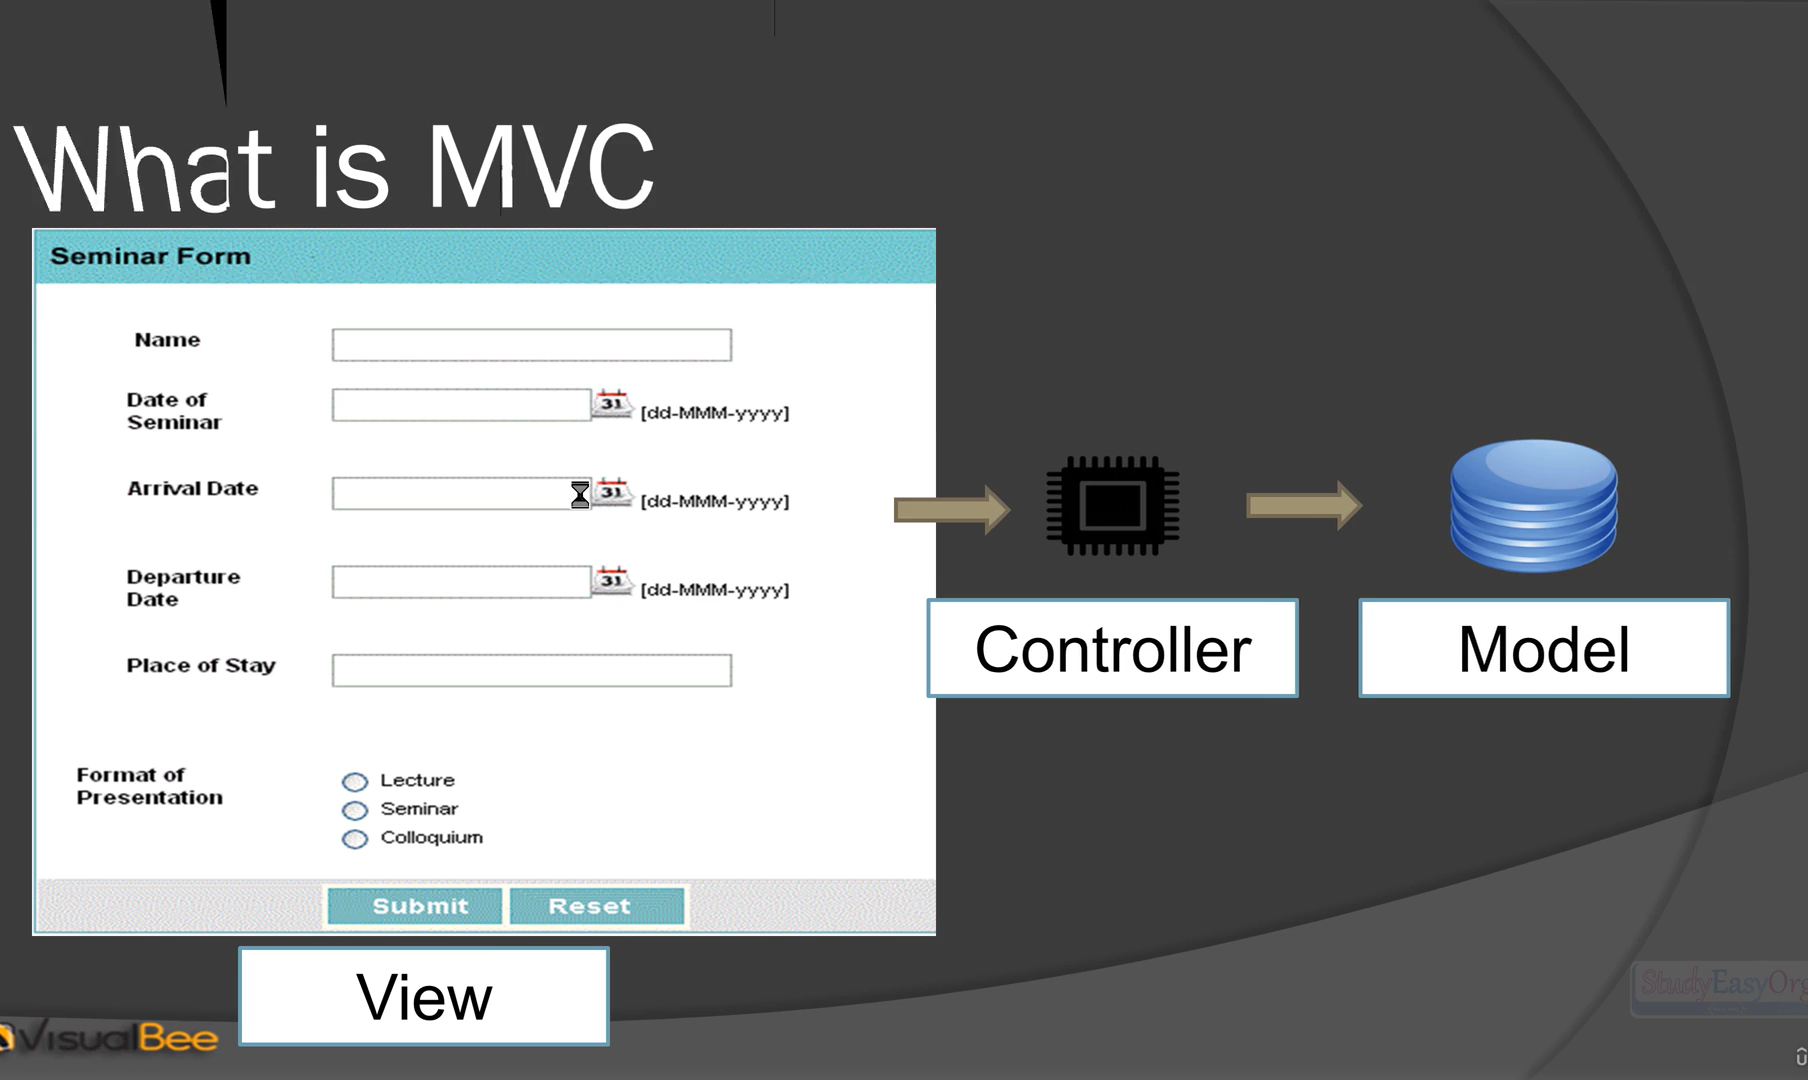 What is MVC
Seminar Form
Name
Date of
Seminar
31
[dd-MMM-yyyy]
Arrival Date
31
[dd-MMM-yyyy]
Departure
Date
31
[dd-MMM-yyyy]
Place of Stay
Format of
Presentation
Lecture
Seminar
Colloquium
Submit
Reset
View
Controller
Model
StudyEasyOrg
VisualBee